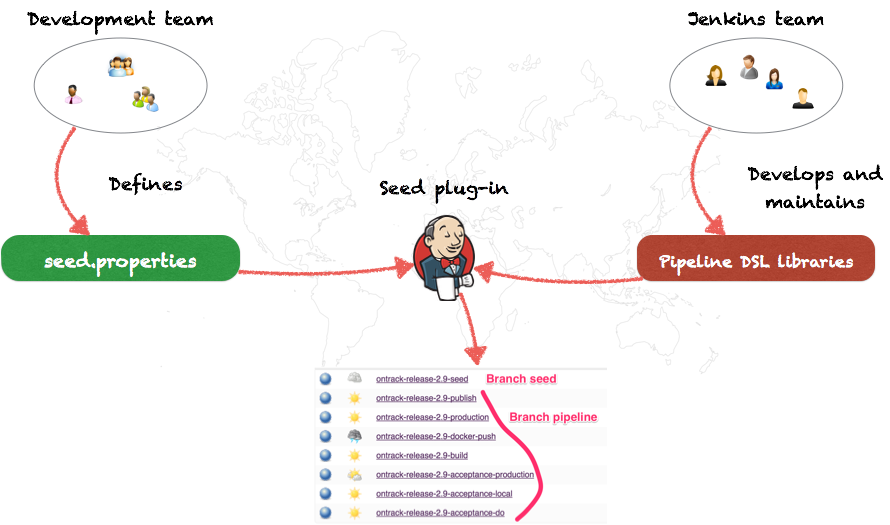 Development team
Jenkins team
Defines
Seed plug-in
Develops and
maintains
seed.properties
Pipeline DSL libraries
ontrack-release-2.9-seed Branch seed
ontrack-release-2.9-publish
ontrack-release-2.9-production Branch pipeline
ontrack-release-2.9-docker-push
ontrack-release-2.9-build
ontrack-release-2.9-acceptance-production
ontrack-release-2.9-acceptance-local
ontrack-release-2.9-acceptance-do